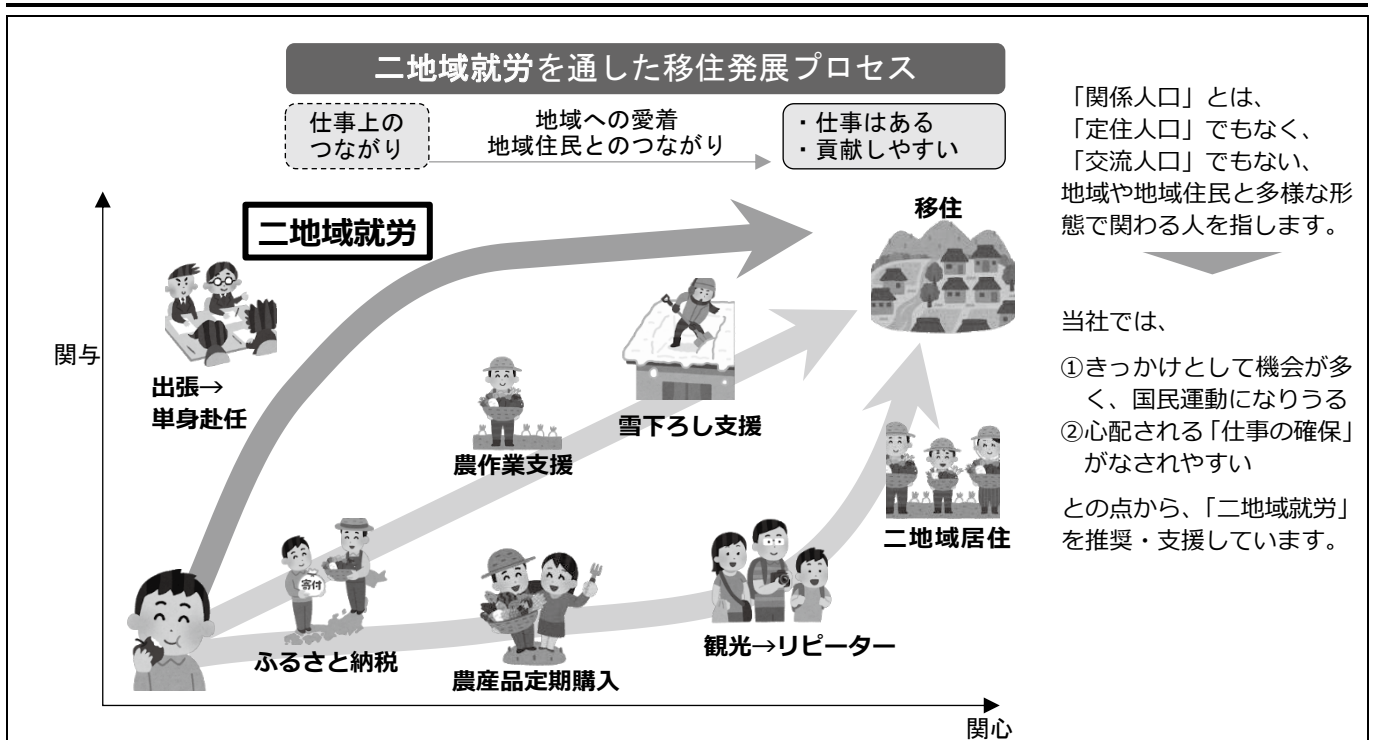 二地域就労を通した移住発展プロセス
仕事上の
つながり
地域への愛着
地域住民とのつながり
・仕事はある
・貢献しやすい
二地域就労
移住
関与
出張→
単身赴任
農作業支援
雪下ろし支援
二地域居住
寄付
ふるさと納税
農産品定期購入
観光→リピーター
関心
「関係人口」とは、
「定住人口」でもなく、
「交流人口」でもない、
地域や地域住民と多様な形
態で関わる人を指します。
当社では、
①きっかけとして機会が多
く、国民運動になりうる
②心配される「仕事の確保」
がなされやすい
との点から、「二地域就労」
を推奨・支援しています。